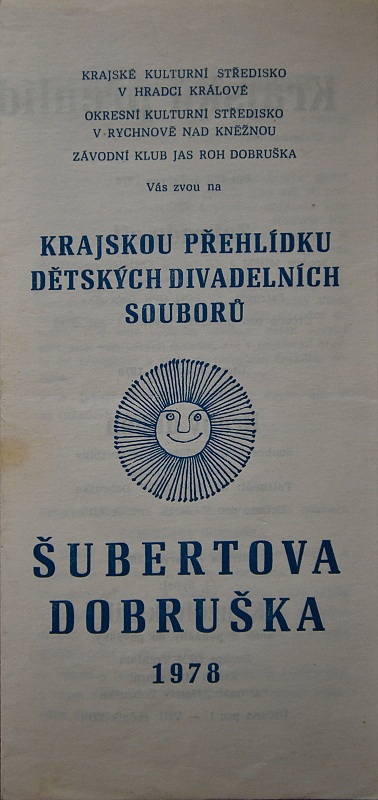 KRAJSKÉ KULTURNÍ STŘEDISKO
V HRADCI KRÁLOVÉ
OKRESNÍ KULTURNÍ STŘEDISKO
V RYCHNOVĚ NAD KNĚŽNOU
ZÁVODNÍ KLUB JAS ROH DOBRUŠKA
Vás zvou na
KRAJSKOU PŘEHLÍDKU
DĚTSKÝCH DIVADELNÍCH
SOUBORŮ
ŠUBERTOVA
DOBRUŠKA
1978